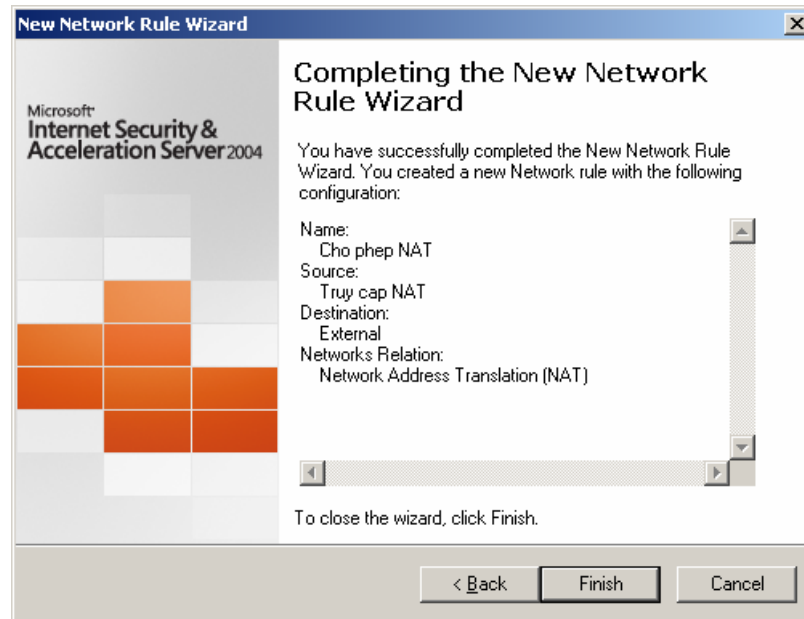 New Network Rule Wizard
Microsoft
Internet Security &
Acceleration Server 2004
Completing the New Network
Rule Wizard
You have successfully completed the New Network Rule
Wizard. You created a new Network rule with the following
configuration:
Name:
Cho phep NAT
Source:
Truy cap NAT
Destination:
External
Networks Relation:
Network Address Translation (NAT)
To close the wizard, click Finish.
< Back
Finish
Cancel